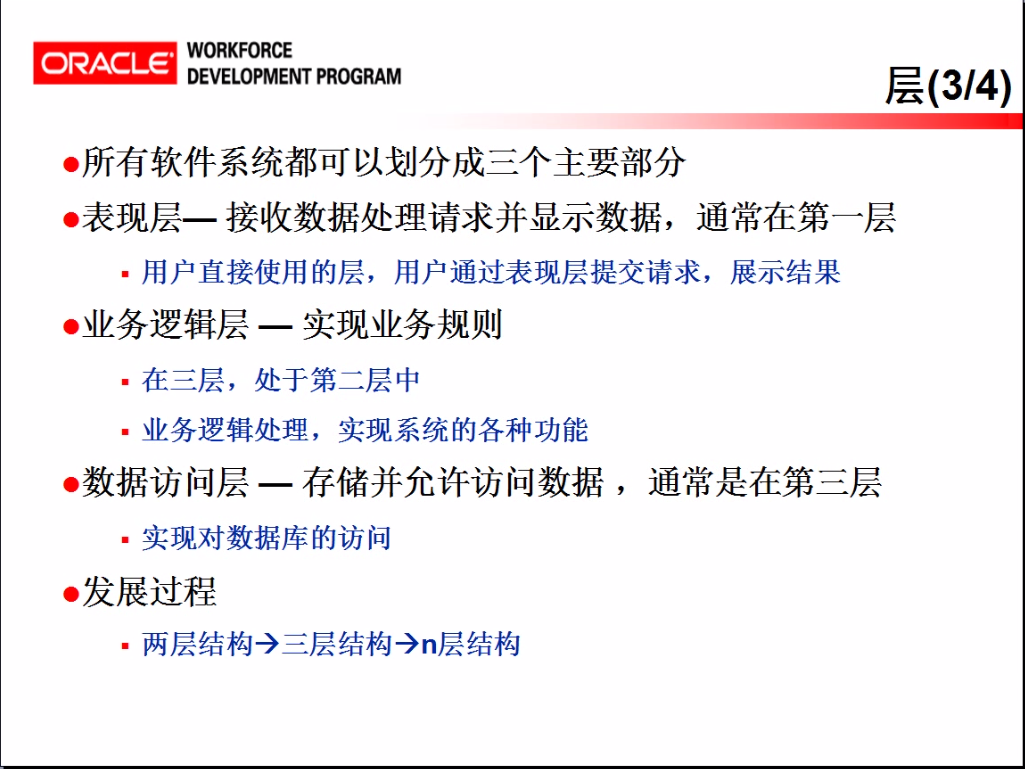 ORACLE WORKFORCE
DEVELOPMENT PROGRAM
层(3/4)
●所有软件系统都可以划分成三个主要部分
●表现层— 接收数据处理请求并显示数据，通常在第一层
▪ 用户直接使用的层，用户通过表现层提交请求，展示结果
●业务逻辑层 — 实现业务规则
▪ 在三层，处于第二层中
▪ 业务逻辑处理，实现系统的各种功能
●数据访问层 — 存储并允许访问数据 ，通常是在第三层
▪ 实现对数据库的访问
●发展过程
▪ 两层结构→三层结构→n层结构